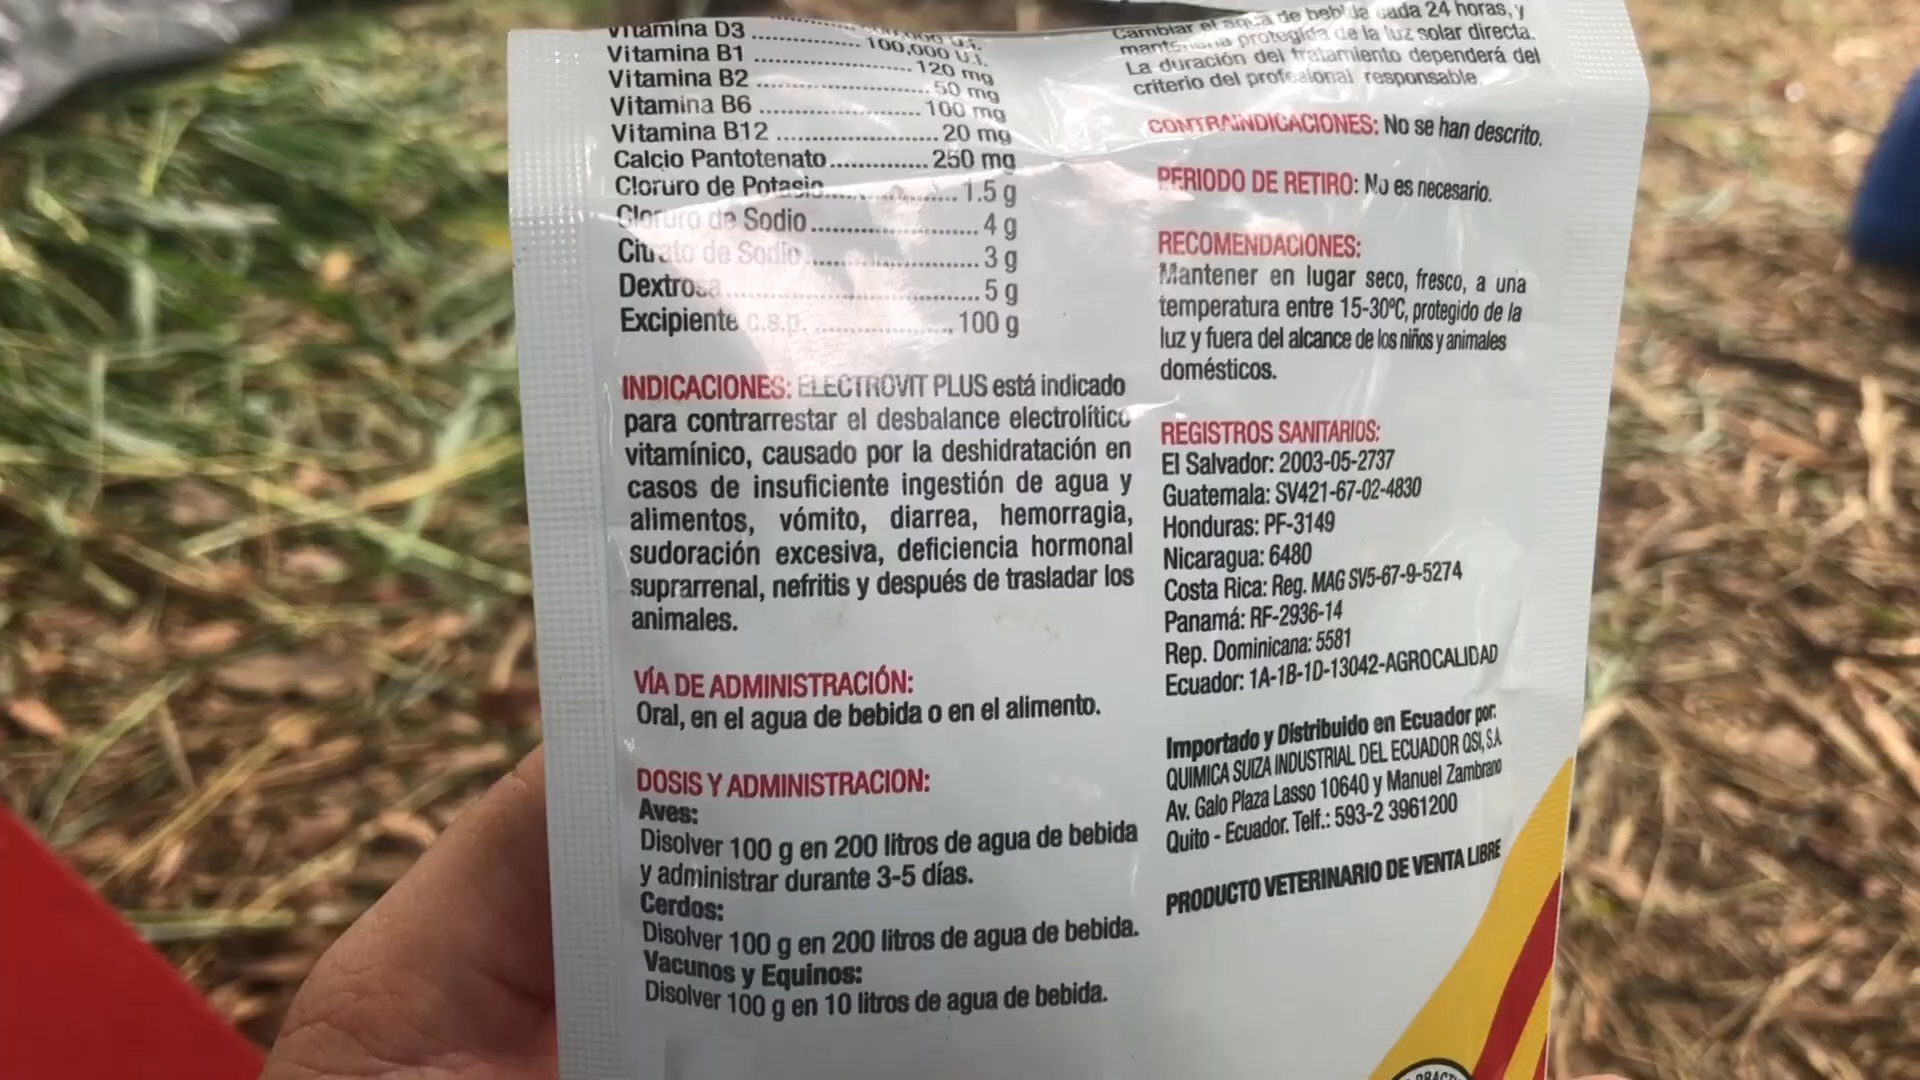 Vitamina D3 ............ 100,000 U.I.
Vitamina B1 ............ 120 mg
Vitamina B2 ............ 50 mg
Vitamina B6 ............ 100 mg
Vitamina B12 ............ 20 mg
Calcio Pantotenato ............ 250 mg
Cloruro de Potasio ............ 1.5 g
Cloruro de Sodio ............ 4 g
Citrato de Sodio ............ 3 g
Dextrosa ............ 5 g
Excipiente c.s.p. ............ 100 g
INDICACIONES: ELECTROVIT PLUS está indicado
para contrarrestar el desbalance electrolítico
vitamínico, causado por la deshidratación en
casos de insuficiente ingestión de agua y
alimentos, vómito, diarrea, hemorragia,
sudoración excesiva, deficiencia hormonal
suprarrenal, nefritis y después de trasladar los
animales.
VÍA DE ADMINISTRACIÓN:
Oral, en el agua de bebida o en el alimento.
DOSIS Y ADMINISTRACION:
Aves:
Disolver 100 g en 200 litros de agua de bebida
y administrar durante 3-5 días.
Cerdos:
Disolver 100 g en 200 litros de agua de bebida.
Vacunos y Equinos:
Disolver 100 g en 10 litros de agua de bebida.
Cambiar el agua de bebida cada 24 horas, y
mantenerla protegida de la luz solar directa.
La duración del tratamiento dependerá del
criterio del profesional responsable.
CONTRAINDICACIONES: No se han descrito.
PERIODO DE RETIRO: No es necesario.
RECOMENDACIONES:
Mantener en lugar seco, fresco, a una
temperatura entre 15-30ºC, protegido de la
luz y fuera del alcance de los niños y animales
domésticos.
REGISTROS SANITARIOS:
El Salvador: 2003-05-2737
Guatemala: SV421-67-02-4830
Honduras: PF-3149
Nicaragua: 6480
Costa Rica: Reg. MAG SV5-67-9-5274
Panamá: RF-2936-14
Rep. Dominicana: 5581
Ecuador: 1A-1B-1D-13042-AGROCALIDAD
Importado y Distribuido en Ecuador por:
QUIMICA SUIZA INDUSTRIAL DEL ECUADOR QSI, S.A.
Av. Galo Plaza Lasso 10640 y Manuel Zambrano
Quito - Ecuador. Telf.: 593-2 3961200
PRODUCTO VETERINARIO DE VENTA LIBRE